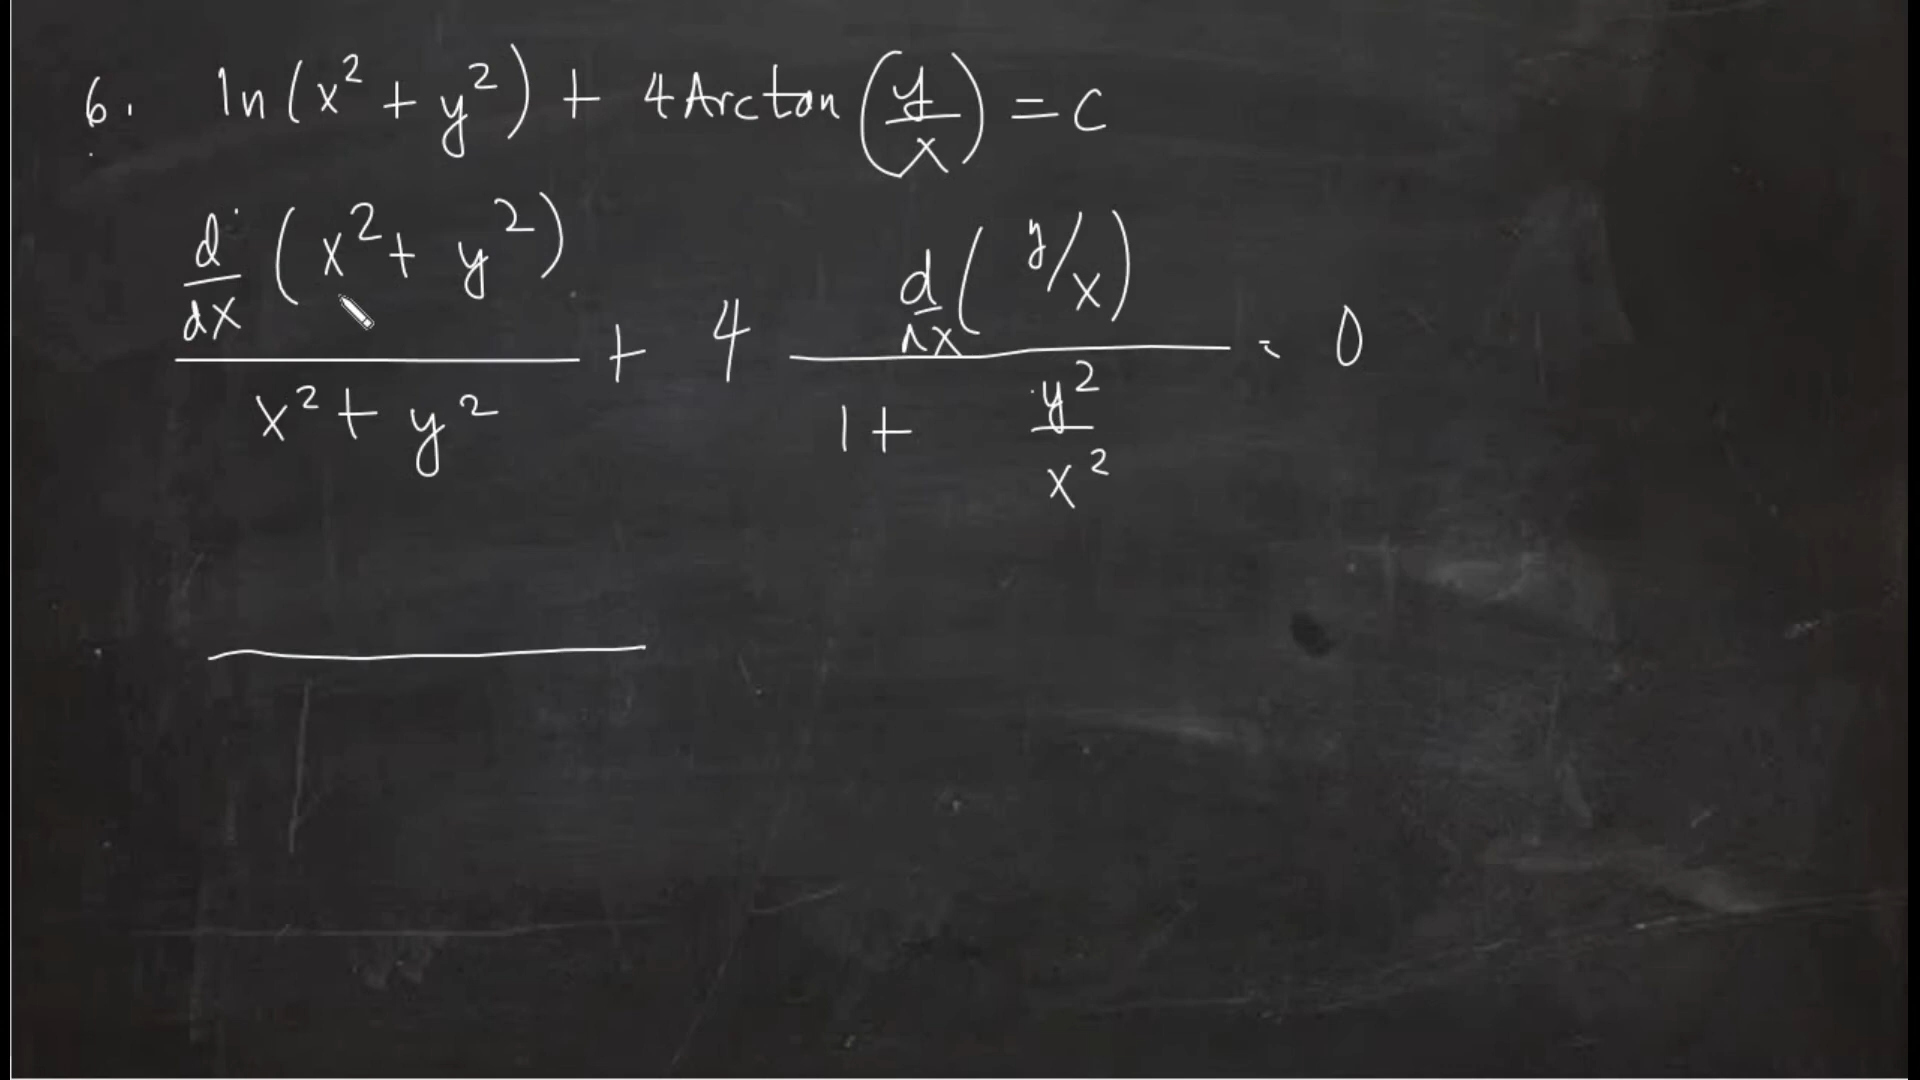 6. ln(x² + y²) + 4Arctan(y/x) = c
d/dx (x² + y²) / x² + y² + 4 d/dx (y/x) / 1 + y²/x² = 0